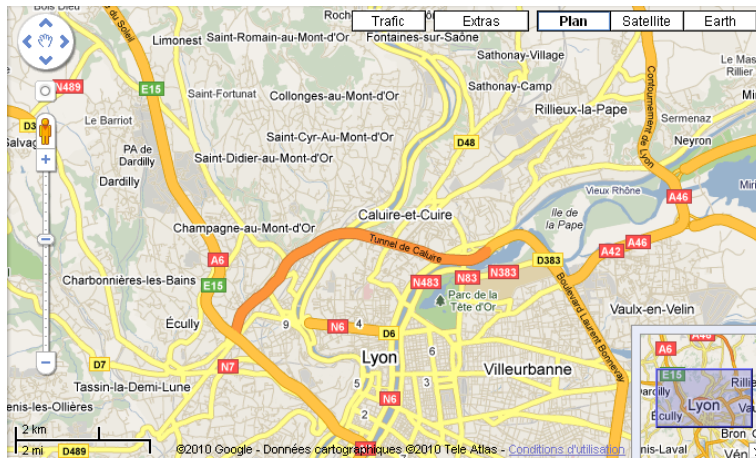 Trafic
Extras
Plan
Satellite
Earth
Limonest
Saint-Romain-au-Mont-d'Or
Fontaines-sur-Saône
Sathonay-Village
N489
E15
Saint-Fortunat
Collonges-au-Mont-d'Or
Sathonay-Camp
Rillieux-la-Pape
Contournement de Lyon
Le Barriot
Sermenaz
Neyron
PA de
Dardilly
Saint-Cyr-Au-Mont-d'Or
D48
Saint-Didier-au-Mont-d'Or
Dardilly
Vieux Rhône
A46
Champagne-au-Mont-d'Or
Caluire-et-Cuire
Ile de
la Pape
Tunnel de Caluire
A46
A42
A6
D383
N383
N83
N483
Charbonnières-les-Bains
E15
Parc de la
Tête d'Or
Boulevard Laurent Bonnevay
Vaulx-en-Velin
Écully
9
N6
4
D6
A6
D7
N7
Lyon
6
3
Villeurbanne
E15
Tassin-la-Demi-Lune
5
Lyon
Écully
N6
2
2 km
2 mi
D489
©2010 Google - Données cartographiques ©2010 Tele Atlas - Conditions d'utilisation